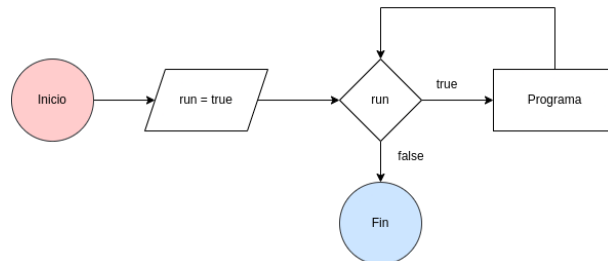 Inicio
run = true
run
true
Programa
false
Fin